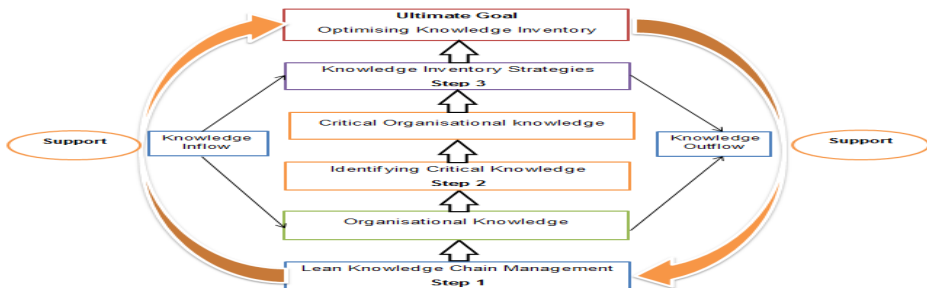 Ultimate Goal
Optimising Knowledge Inventory
Knowledge Inventory Strategies
Step 3
Support
Knowledge
Inflow
Critical Organisational knowledge
Knowledge
Outflow
Support
Identifying Critical Knowledge
Step 2
Organisational Knowledge
Lean Knowledge Chain Management
Step 1